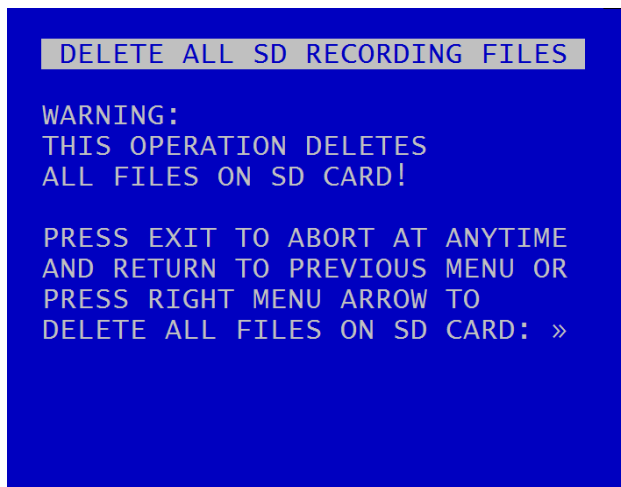 DELETE ALL SD RECORDING FILES
WARNING:
THIS OPERATION DELETES
ALL FILES ON SD CARD!
PRESS EXIT TO ABORT AT ANYTIME
AND RETURN TO PREVIOUS MENU OR
PRESS RIGHT MENU ARROW TO
DELETE ALL FILES ON SD CARD: »